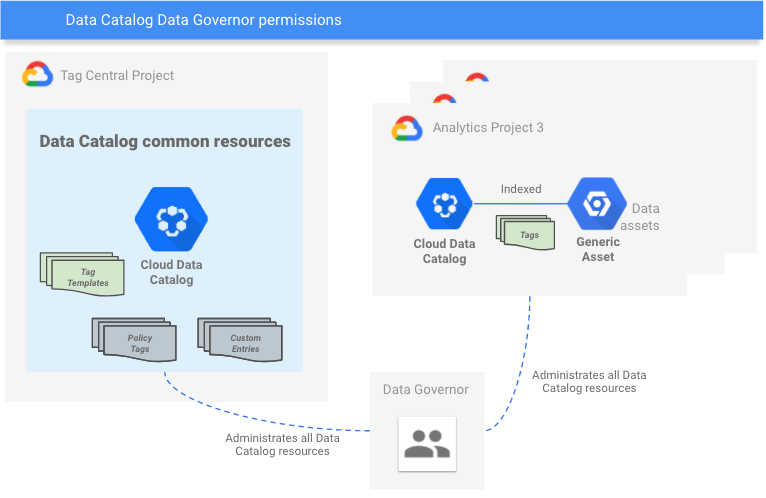 Data Catalog Data Governor permissions
Tag Central Project
Data Catalog common resources
Cloud Data
Catalog
Tag
Templates
Policy
Tags
Custom
Entries
Analytics Project 3
Indexed
Tags
Data
assets
Cloud Data
Catalog
Generic
Asset
Data Governor
Administrates all Data
Catalog resources
Administrates all Data
Catalog resources